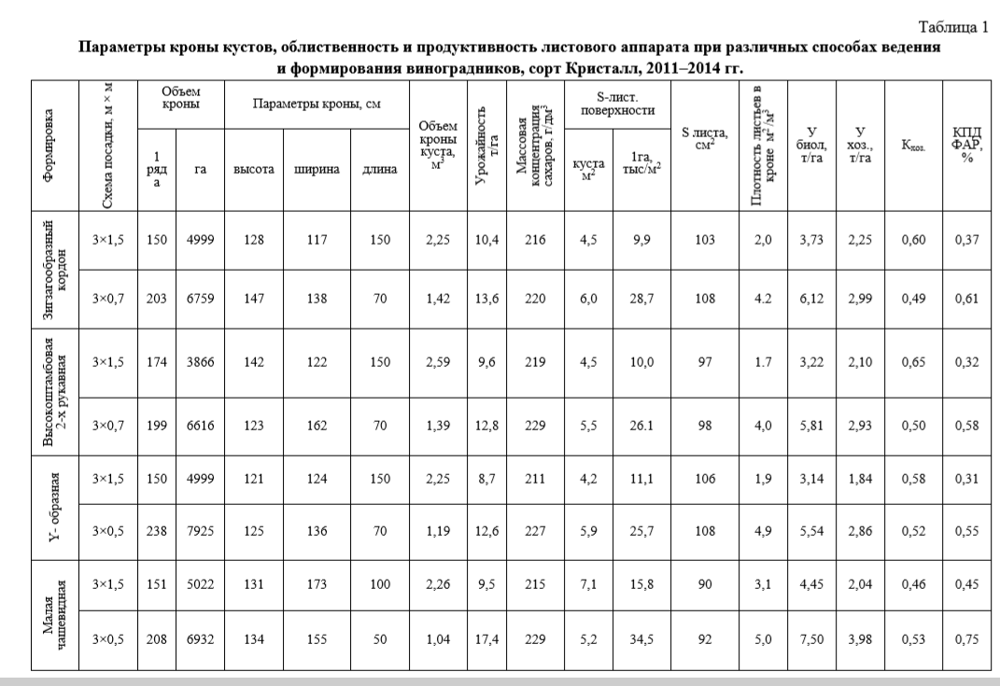 Таблица 1
Параметры кроны кустов, облиственность и продуктивность листового аппарата при различных способах ведения
и формирования виноградников, сорт Кристалл, 2011–2014 гг.
Формировка
Схема посадки, м × м
Объем
кроны
1
ряд
а
га
Параметры кроны, см
высота
ширина
длина
Объем
кроны
куста,
м³
Урожайность
т/га
Массовая
концентрация
сахаров, г/дм³
S-лист.
поверхности
куста
м²
1га,
тыс/м²
S листа,
см²
Плотность листьев в
кроне м²/м³
У
биол,
т/га
У
хоз.,
т/га
Кхоз.
КПД
ФАР,
%
Зигзагообразный
кордон
3×1,5 150 4999 128 117 150 2,25 10,4 216 4,5 9,9 103 2,0 3,73 2,25 0,60 0,37
3×0,7 203 6759 147 138 70 1,42 13,6 220 6,0 28,7 108 4.2 6,12 2,99 0,49 0,61
Высокоштамбовая
2-х рукавная
3×1,5 174 3866 142 122 150 2,59 9,6 219 4,5 10,0 97 1.7 3,22 2,10 0,65 0,32
3×0,7 199 6616 123 162 70 1,39 12,8 229 5,5 26.1 98 4,0 5,81 2,93 0,50 0,58
Y- образная
3×1,5 150 4999 121 124 150 2,25 8,7 211 4,2 11,1 106 1,9 3,14 1,84 0,58 0,31
3×0,5 238 7925 125 136 70 1,19 12,6 227 5,9 25,7 108 4,9 5,54 2,86 0,52 0,55
Малая
чашевидная
3×1,5 151 5022 131 173 100 2,26 9,5 215 7,1 15,8 90 3,1 4,45 2,04 0,46 0,45
3×0,5 208 6932 134 155 50 1,04 17,4 229 5,2 34,5 92 5,0 7,50 3,98 0,53 0,75